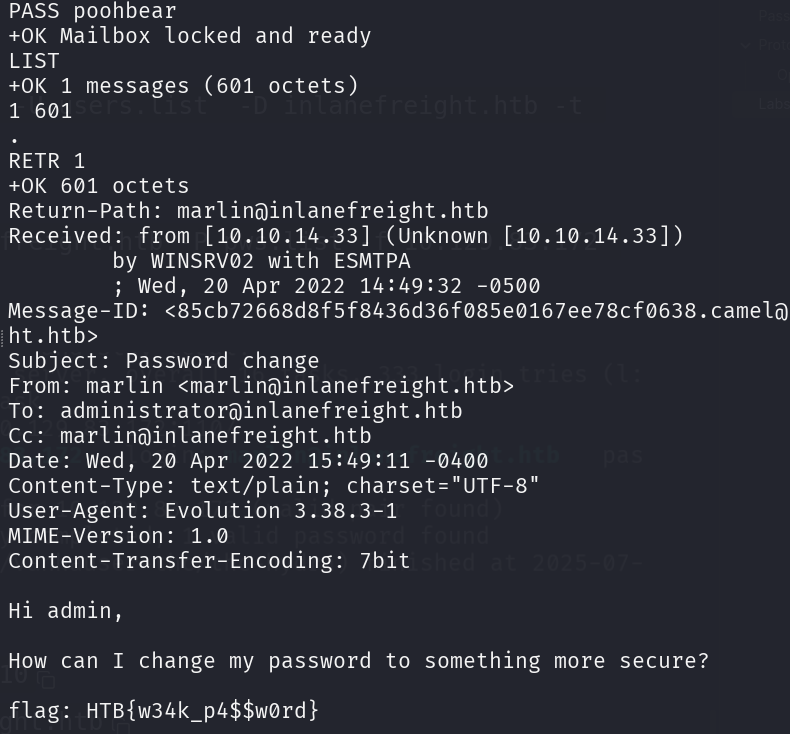 PASS poohbear
+OK Mailbox locked and ready
LIST
+OK 1 messages (601 octets)
1 601
.
RETR 1
+OK 601 octets
Return-Path: marlin@inlanefreight.htb
Received: from [10.10.14.33] (Unknown [10.10.14.33])
        by WINSRV02 with ESMTPA
        ; Wed, 20 Apr 2022 14:49:32 -0500
Message-ID: <85cb72668d8f5f8436d36f085e0167ee78cf0638.camel@
ht.htb>
Subject: Password change
From: marlin <marlin@inlanefreight.htb>
To: administrator@inlanefreight.htb
Cc: marlin@inlanefreight.htb
Date: Wed, 20 Apr 2022 15:49:11 -0400
Content-Type: text/plain; charset="UTF-8"
User-Agent: Evolution 3.38.3-1
MIME-Version: 1.0
Content-Transfer-Encoding: 7bit

Hi admin,

How can I change my password to something more secure?

flag: HTB{w34k_p4$$w0rd}